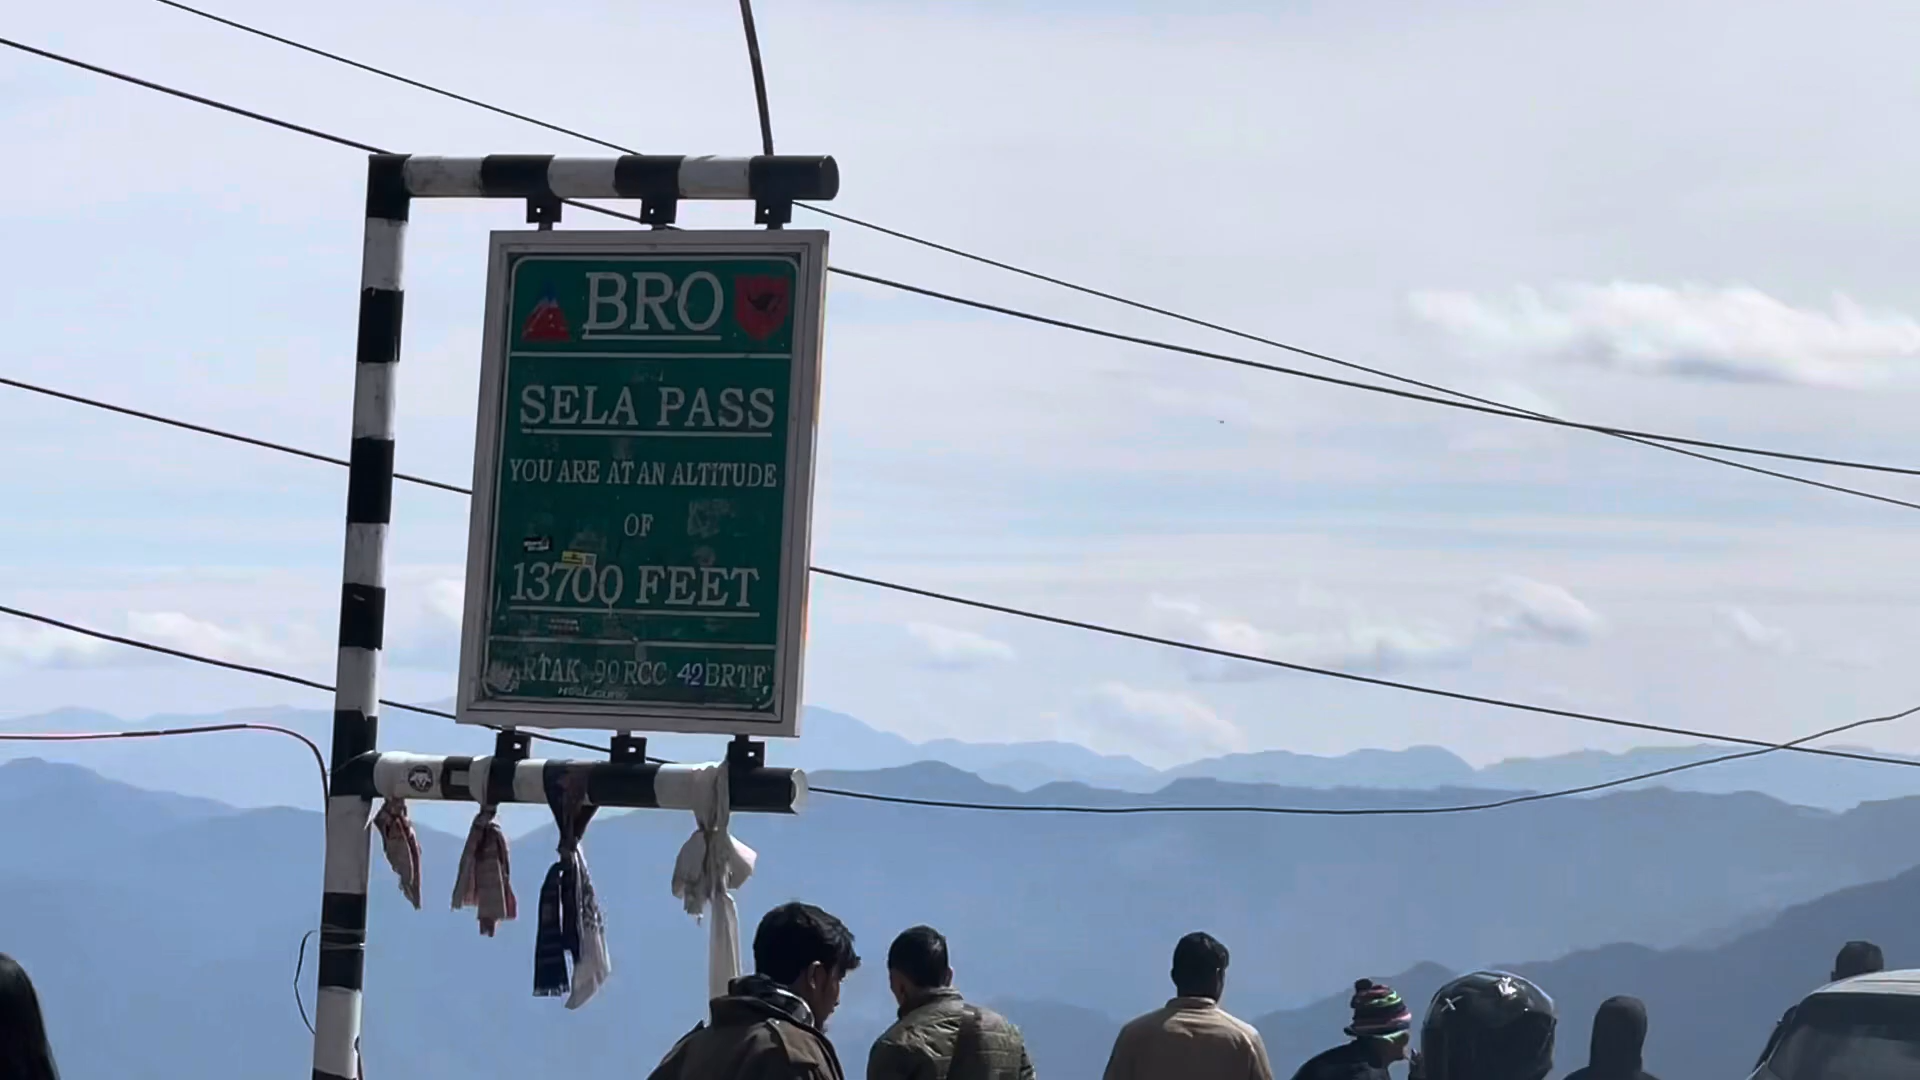 BRO
SELA PASS
YOU ARE AT AN ALTITUDE
OF
13700 FEET
90 RCC 42 BRTF